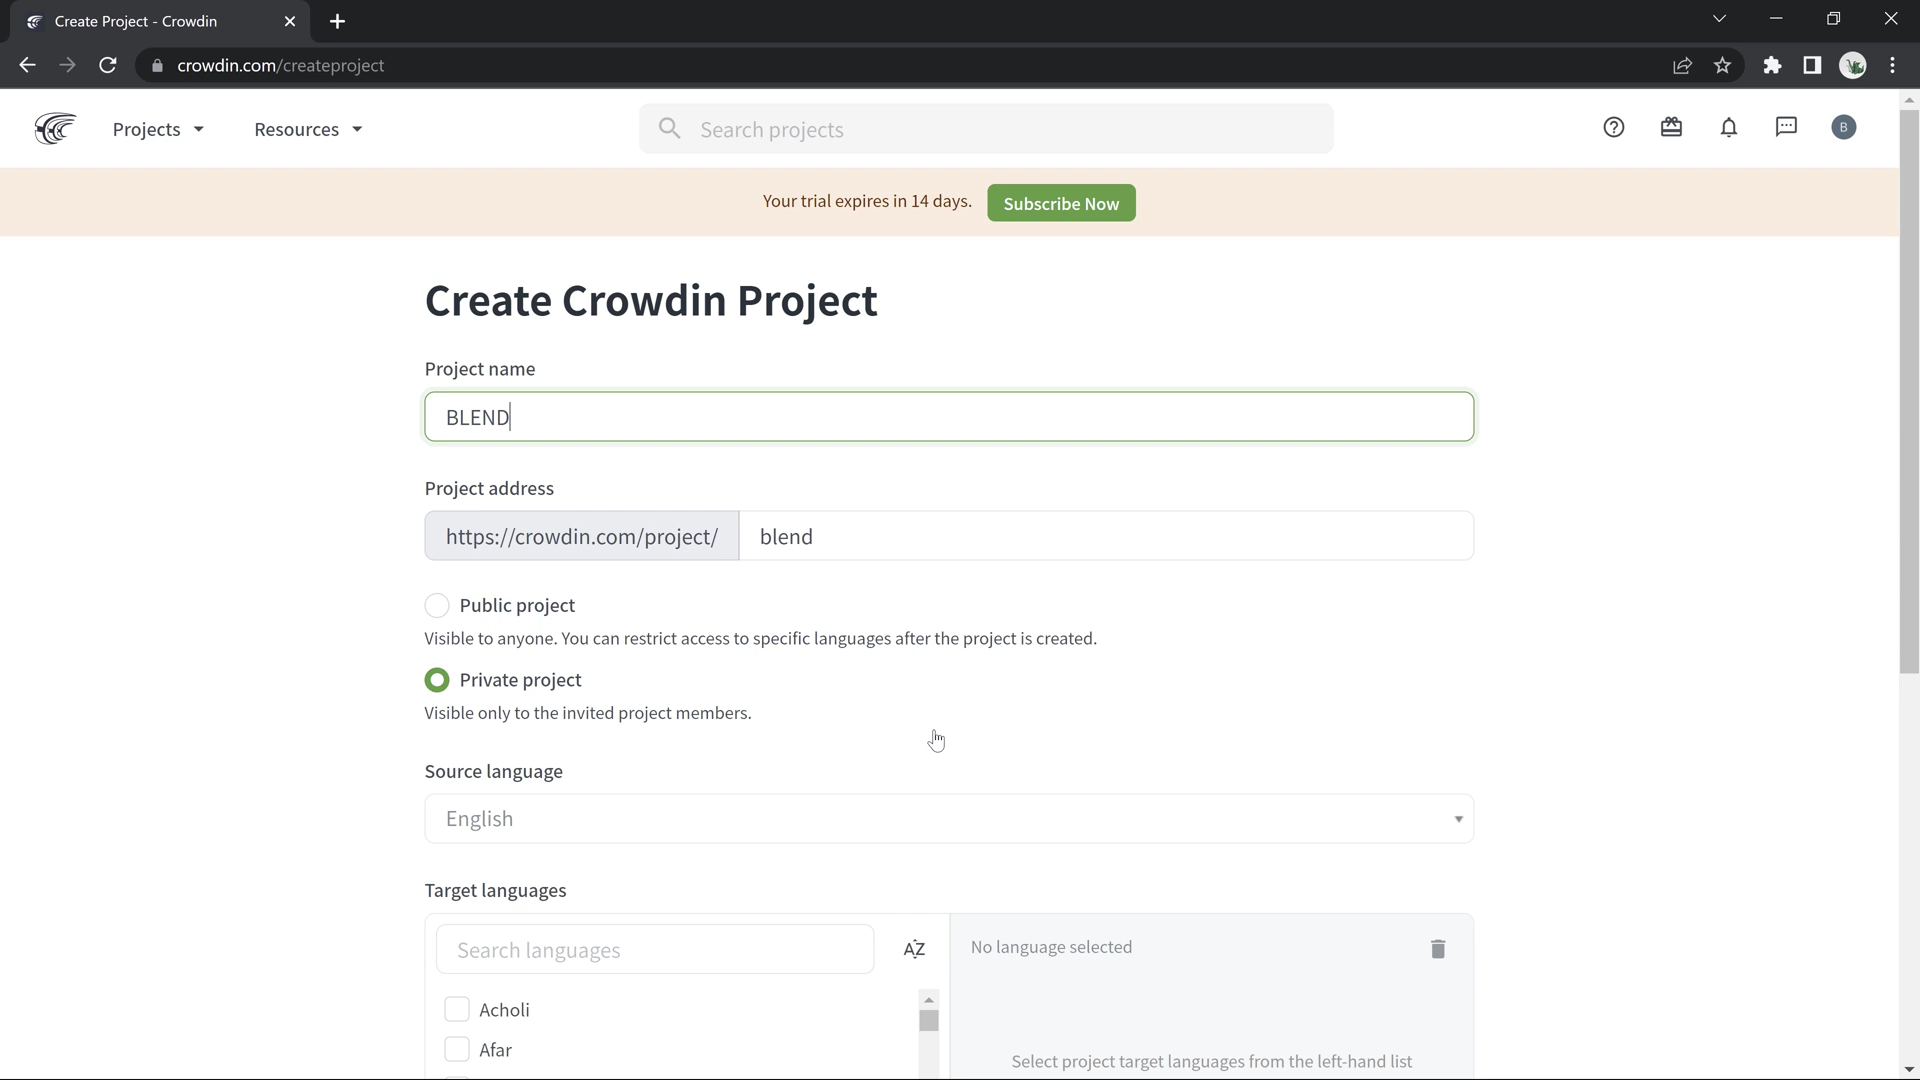 Create Project - Crowdin
crowdin.com/createproject
Projects
Resources
Search projects
B
Your trial expires in 14 days.
Subscribe Now
Create Crowdin Project
Project name
BLEND
Project address
https://crowdin.com/project/
blend
Public project
Visible to anyone. You can restrict access to specific languages after the project is created.
Private project
Visible only to the invited project members.
Source language
English
Target languages
Search languages
AZ
No language selected
Acholi
Afar
Select project target languages from the left-hand list